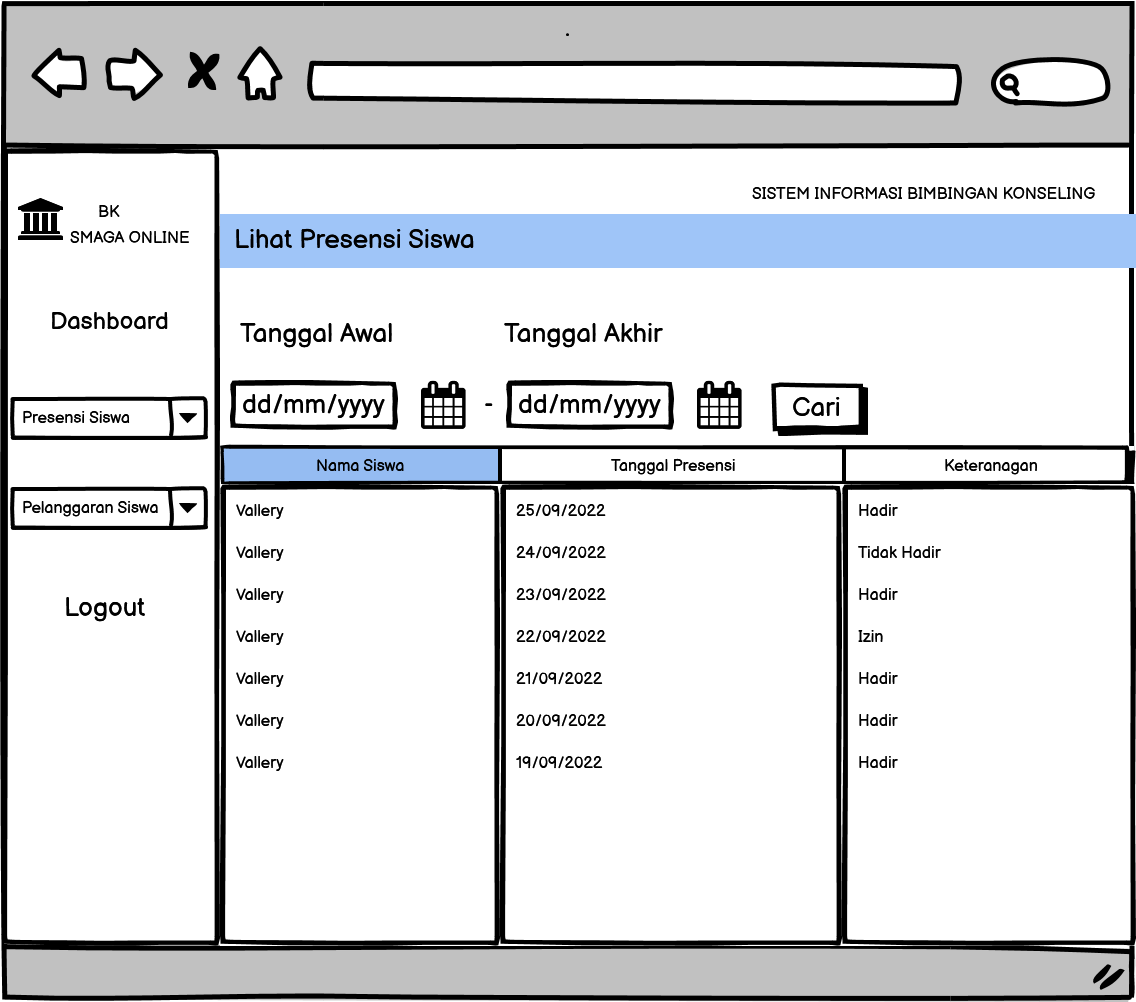 SISTEM INFORMASI BIMBINGAN KONSELING
BK
SMAGA ONLINE
Lihat Presensi Siswa
Dashboard
Tanggal Awal Tanggal Akhir
Presensi Siswa
dd/mm/yyyy - dd/mm/yyyy Cari
Nama Siswa Tanggal Presensi Keteranagan
Pelanggaran Siswa
Vallery 25/09/2022 Hadir
Vallery 24/09/2022 Tidak Hadir
Logout
Vallery 23/09/2022 Hadir
Vallery 22/09/2022 Izin
Vallery 21/09/2022 Hadir
Vallery 20/09/2022 Hadir
Vallery 19/09/2022 Hadir